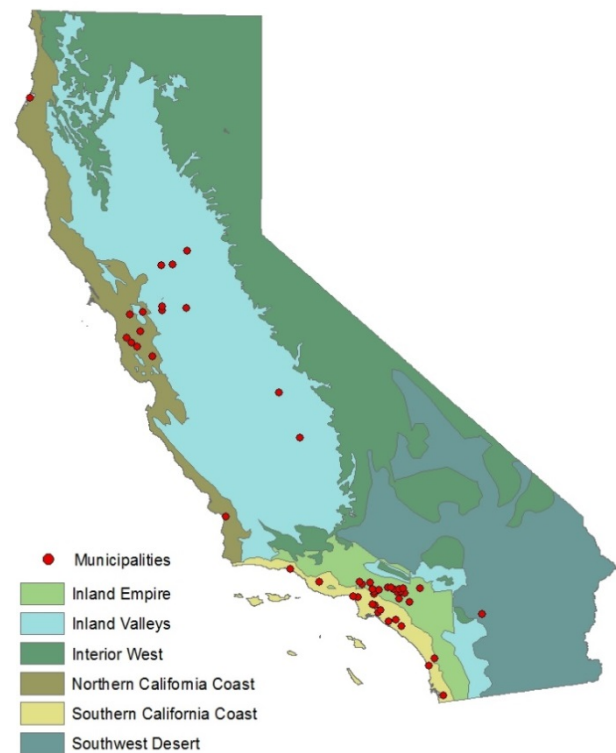 Municipalities
Inland Empire
Inland Valleys
Interior West
Northern California Coast
Southern California Coast
Southwest Desert